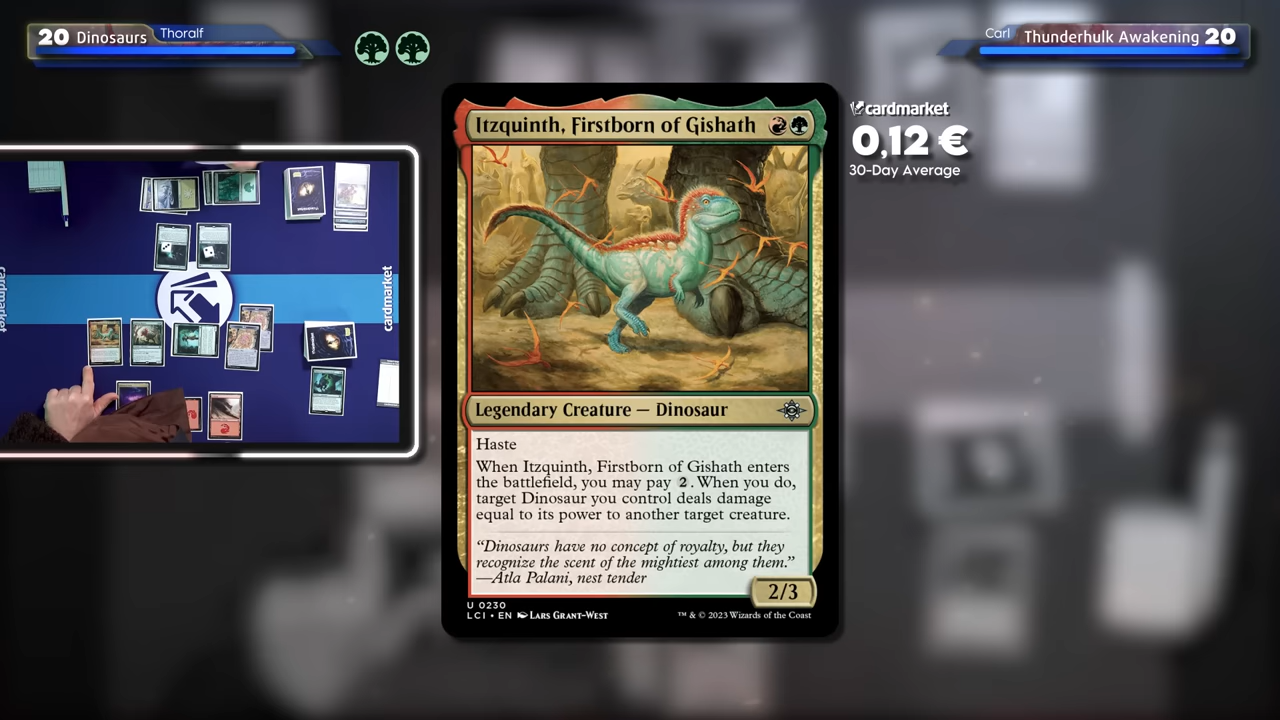 20 Dinosaurs Thoralf
Carl Thunderhulk Awakening 20
Itzquinth, Firstborn of Gishath
cardmarket
0,12 €
30-Day Average
cardmarket
cardmarket
Legendary Creature — Dinosaur
Haste
When Itzquinth, Firstborn of Gishath enters
the battlefield, you may pay 2. When you do,
target Dinosaur you control deals damage
equal to its power to another target creature.
“Dinosaurs have no concept of royalty, but they
recognize the scent of the mightiest among them.”
—Atla Palani, nest tender
2/3
U 0230
LCI • EN Lars Grant-West
™ & © 2023 Wizards of the Coast